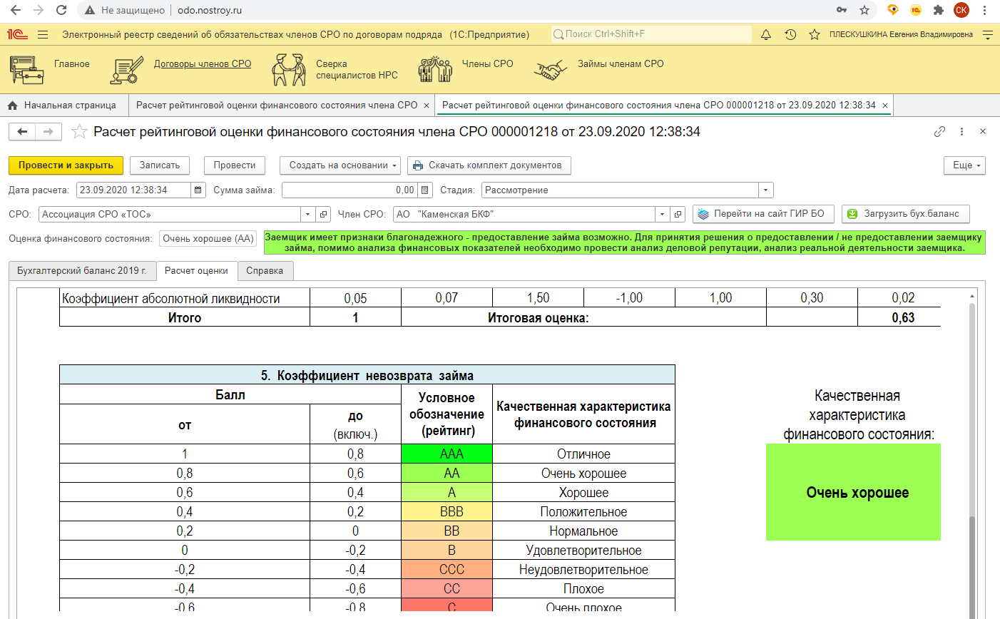 Не защищено | odo.nostroy.ru
СК
1С Электронный реестр сведений об обязательствах членов СРО по договорам подряда (1С:Предприятие) Поиск Ctrl+Shift+F ПЛЕСКУШКИНА Евгения Владимировна
Главное
Договоры членов СРО
Сверка
специалистов НРС
Члены СРО
Займы членам СРО
Начальная страница
Расчет рейтинговой оценки финансового состояния члена СРО ×
Расчет рейтинговой оценки финансового состояния члена СРО 000001218 от 23.09.2020 12:38:34 ×
Расчет рейтинговой оценки финансового состояния члена СРО 000001218 от 23.09.2020 12:38:34
Провести и закрыть Записать Провести Создать на основании Скачать комплект документов Еще
Дата расчета: 23.09.2020 12:38:34 Сумма займа: 0,00 Стадия: Рассмотрение
СРО: Ассоциация СРО «ТОС» Член СРО: АО "Каменская БКФ" Перейти на сайт ГИР БО Загрузить бух.баланс
Оценка финансового состояния: Очень хорошее (АА)
Заемщик имеет признаки благонадежного - предоставление займа возможно. Для принятия решения о предоставлении / не предоставлении заемщику
займа, помимо анализа финансовых показателей необходимо провести анализ деловой репутации, анализ реальной деятельности заемщика.
Бухгалтерский баланс 2019 г. Расчет оценки Справка
Коэффициент абсолютной ликвидности 0,05 0,07 1,50 -1,00 1,00 0,30 0,02
Итого 1 Итоговая оценка: 0,63
5. Коэффициент невозврата займа
Балл
от
до
(включ.)
Условное
обозначение
(рейтинг)
Качественная характеристика
финансового состояния
1 0,8 ААА Отличное
0,8 0,6 АА Очень хорошее
0,6 0,4 А Хорошее
0,4 0,2 ВВВ Положительное
0,2 0 ВВ Нормальное
0 -0,2 В Удовлетворительное
-0,2 -0,4 ССС Неудовлетворительное
-0,4 -0,6 СС Плохое
-0,6 -0,8 С Очень плохое
Качественная
характеристика
финансового состояния:
Очень хорошее